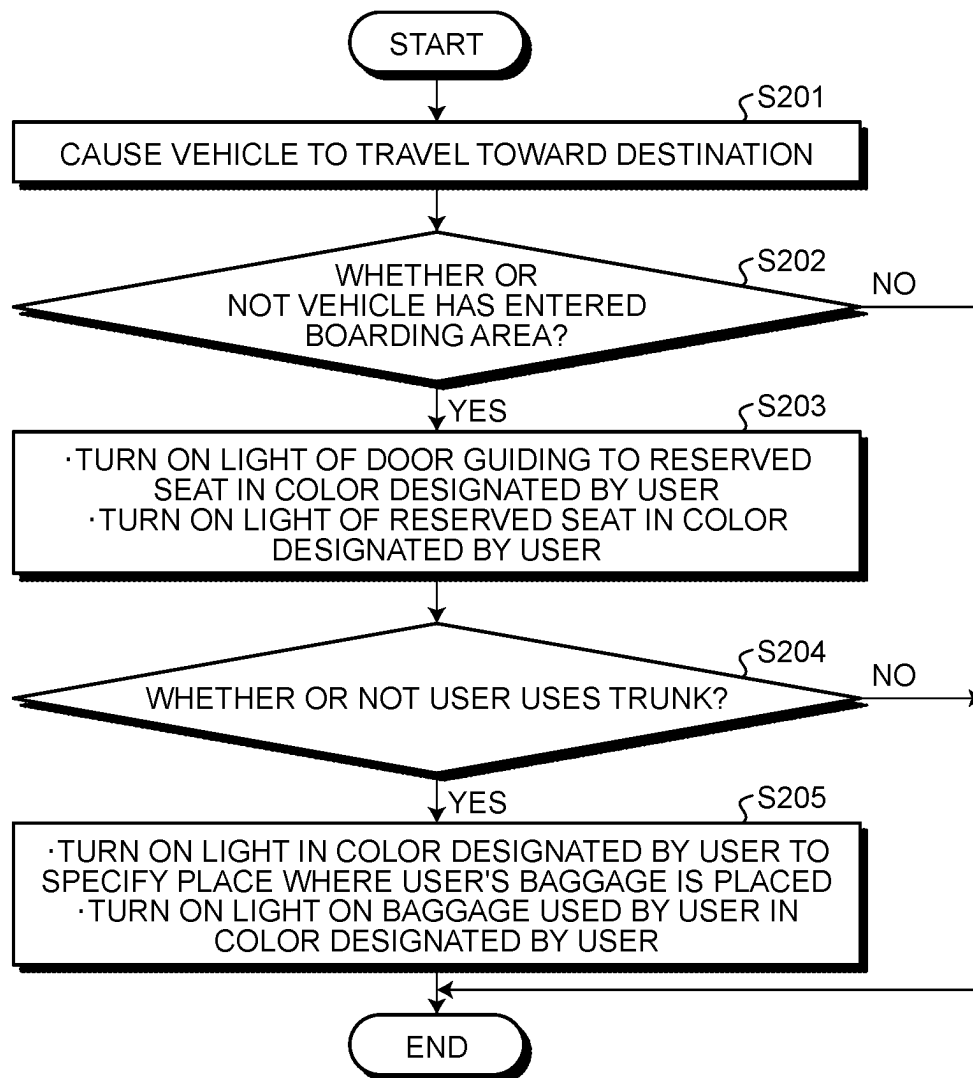 START
S201
CAUSE VEHICLE TO TRAVEL TOWARD DESTINATION
S202
WHETHER OR
NOT VEHICLE HAS ENTERED
BOARDING AREA?
NO
YES
S203
·TURN ON LIGHT OF DOOR GUIDING TO RESERVED
SEAT IN COLOR DESIGNATED BY USER
·TURN ON LIGHT OF RESERVED SEAT IN COLOR
DESIGNATED BY USER
S204
WHETHER OR NOT USER USES TRUNK?
NO
YES
S205
·TURN ON LIGHT IN COLOR DESIGNATED BY USER TO
SPECIFY PLACE WHERE USER'S BAGGAGE IS PLACED
·TURN ON LIGHT ON BAGGAGE USED BY USER IN
COLOR DESIGNATED BY USER
END